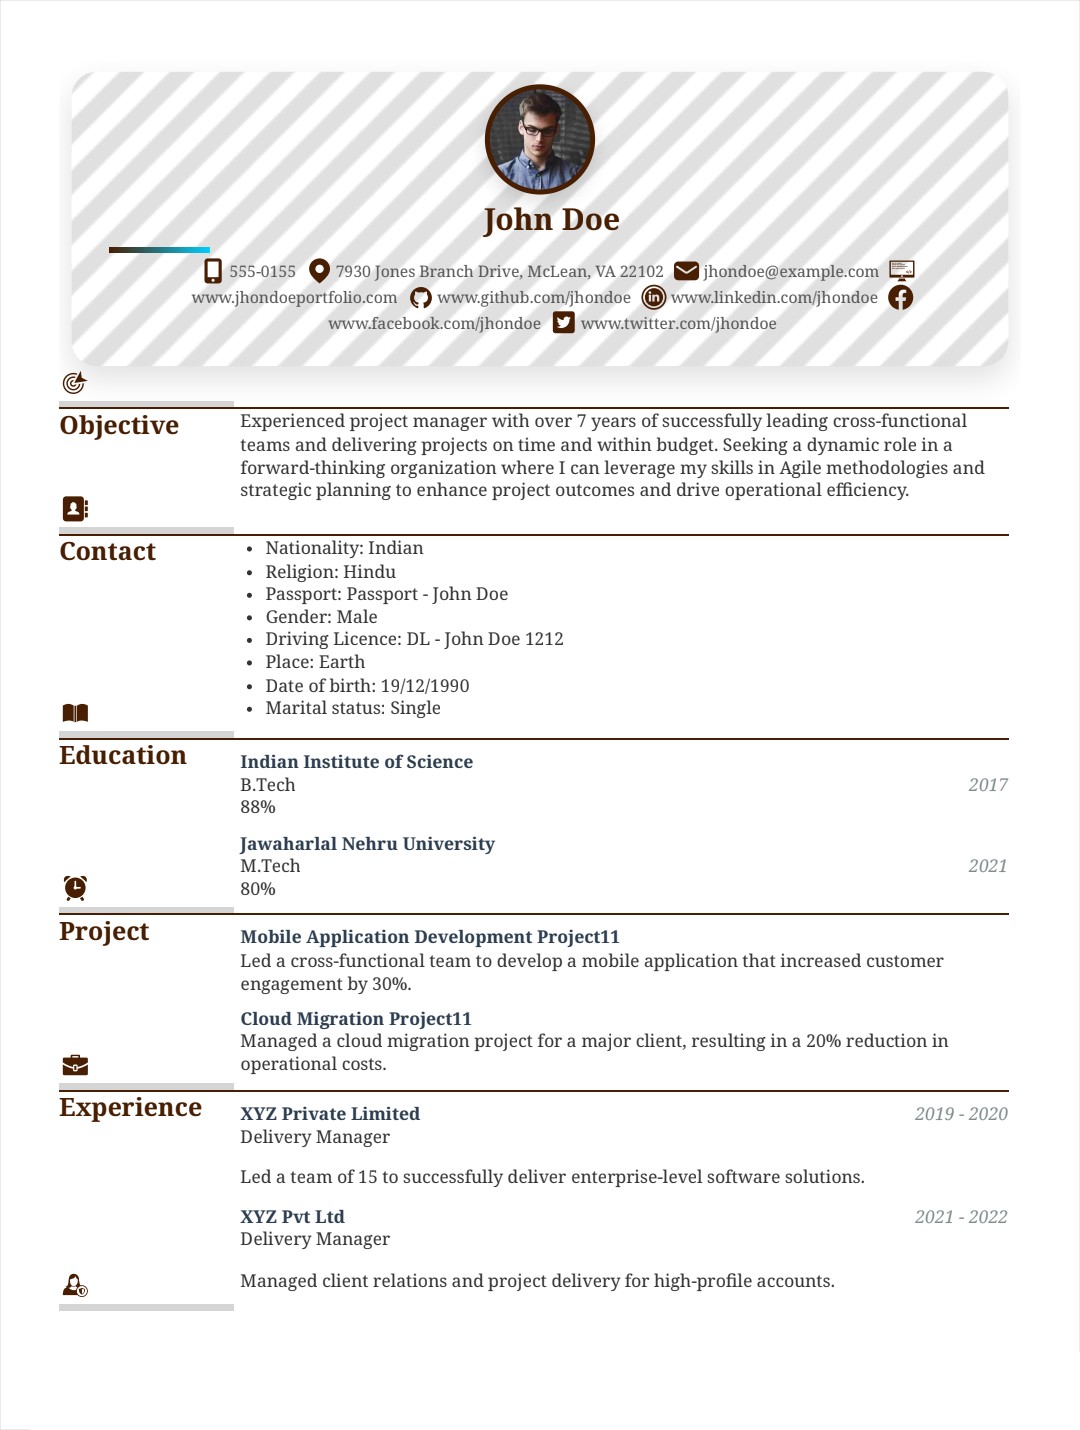 John Doe
555-0155 7930 Jones Branch Drive, McLean, VA 22102 jhondoe@example.com
www.jhondoeportfolio.com www.github.com/jhondoe www.linkedin.com/jhondoe
www.facebook.com/jhondoe www.twitter.com/jhondoe
Objective
Experienced project manager with over 7 years of successfully leading cross-functional
teams and delivering projects on time and within budget. Seeking a dynamic role in a
forward-thinking organization where I can leverage my skills in Agile methodologies and
strategic planning to enhance project outcomes and drive operational efficiency.
Contact
• Nationality: Indian
• Religion: Hindu
• Passport: Passport - John Doe
• Gender: Male
• Driving Licence: DL - John Doe 1212
• Place: Earth
• Date of birth: 19/12/1990
• Marital status: Single
Education
Indian Institute of Science
B.Tech 2017
88%
Jawaharlal Nehru University
M.Tech 2021
80%
Project
Mobile Application Development Project11
Led a cross-functional team to develop a mobile application that increased customer
engagement by 30%.
Cloud Migration Project11
Managed a cloud migration project for a major client, resulting in a 20% reduction in
operational costs.
Experience
XYZ Private Limited 2019 - 2020
Delivery Manager
Led a team of 15 to successfully deliver enterprise-level software solutions.
XYZ Pvt Ltd 2021 - 2022
Delivery Manager
Managed client relations and project delivery for high-profile accounts.